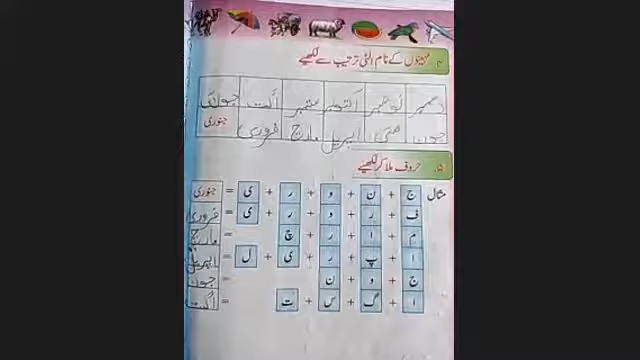 ۴۔ مہینوں کے نام الٹی ترتیب سے لکھیے
دسمبر نومبر اکتوبر ستمبر اگست جولائی
جون مئی اپریل مارچ فروری جنوری
۵۔ حروف ملا کر لکھیے
مثال ج + ن + و + ر + ی = جنوری
ف + ر + و + ر + ی = فروری
م + ا + ر + چ = مارچ
ا + پ + ر + ی + ل = اپریل
ج + و + ن = جون
ا + گ + س + ت = اگست